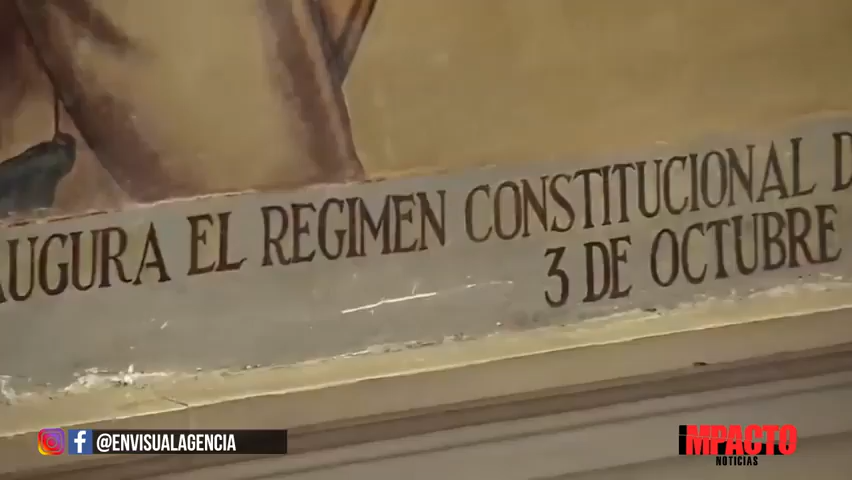 AUGURA EL REGIMEN CONSTITUCIONAL D
3 DE OCTUBRE
@ENVISUALAGENCIA
IMPACTO
NOTICIAS